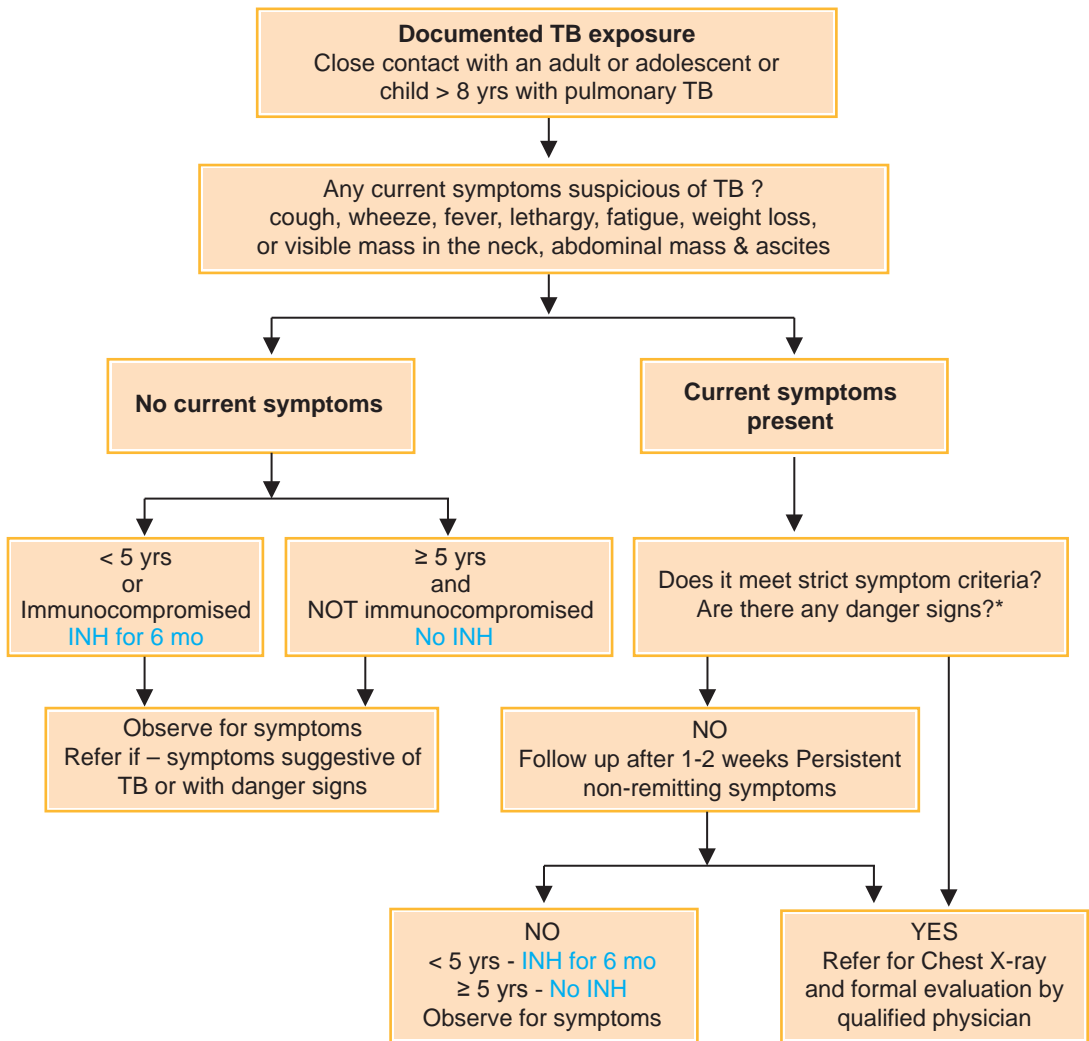 Documented TB exposure
Close contact with an adult or adolescent or
child > 8 yrs with pulmonary TB
Any current symptoms suspicious of TB ?
cough, wheeze, fever, lethargy, fatigue, weight loss,
or visible mass in the neck, abdominal mass & ascites
No current symptoms
Current symptoms
present
< 5 yrs
or
Immunocompromised
INH for 6 mo
≥ 5 yrs
and
NOT immunocompromised
No INH
Does it meet strict symptom criteria?
Are there any danger signs?*
Observe for symptoms
Refer if – symptoms suggestive of
TB or with danger signs
NO
Follow up after 1-2 weeks Persistent
non-remitting symptoms
NO
< 5 yrs - INH for 6 mo
≥ 5 yrs - No INH
Observe for symptoms
YES
Refer for Chest X-ray
and formal evaluation by
qualified physician